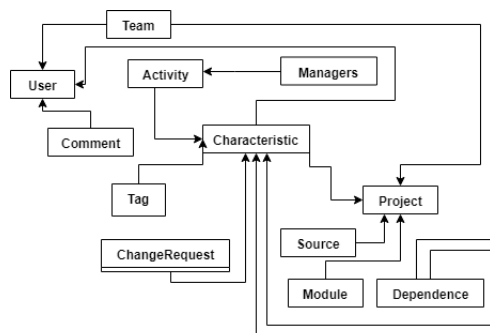 Team
User
Activity
Managers
Comment
Characteristic
Tag
Project
ChangeRequest
Source
Module
Dependence